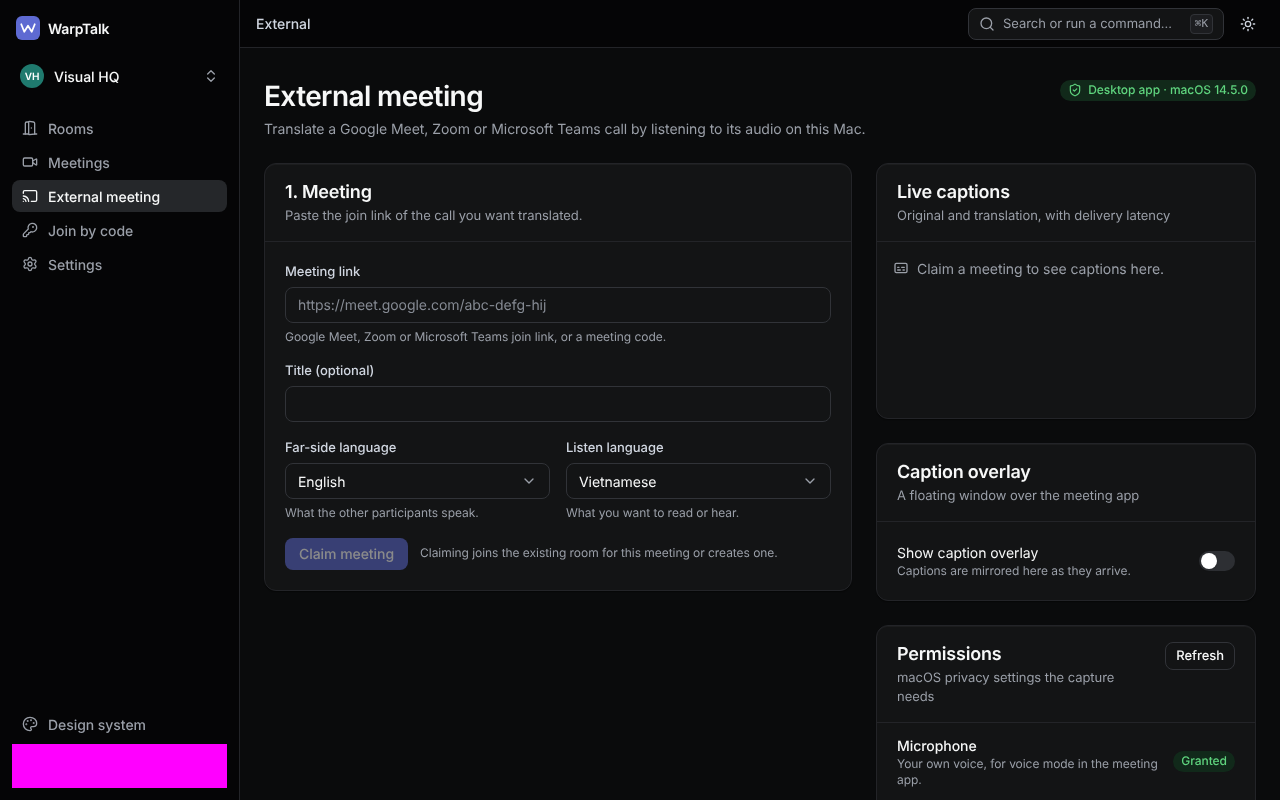 WarpTalk
VH
Visual HQ
Rooms
Meetings
External meeting
Join by code
Settings
Design system
External
Search or run a command...
⌘K
External meeting
Translate a Google Meet, Zoom or Microsoft Teams call by listening to its audio on this Mac.
Desktop app · macOS 14.5.0
1. Meeting
Paste the join link of the call you want translated.
Meeting link
https://meet.google.com/abc-defg-hij
Google Meet, Zoom or Microsoft Teams join link, or a meeting code.
Title (optional)
Far-side language
English
What the other participants speak.
Listen language
Vietnamese
What you want to read or hear.
Claim meeting
Claiming joins the existing room for this meeting or creates one.
Live captions
Original and translation, with delivery latency
Claim a meeting to see captions here.
Caption overlay
A floating window over the meeting app
Show caption overlay
Captions are mirrored here as they arrive.
Permissions
macOS privacy settings the capture
needs
Refresh
Microphone
Your own voice, for voice mode in the meeting
app.
Granted